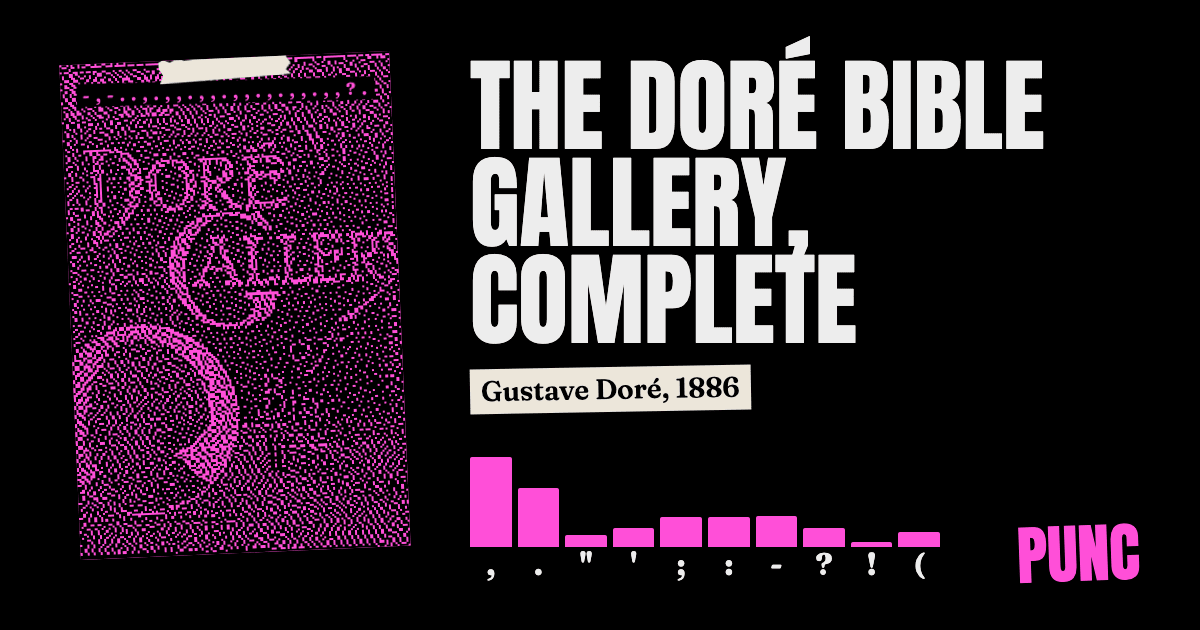 DORÉ
GALLERY
THE DORÉ BIBLE
GALLERY,
COMPLETE
Gustave Doré, 1886
, . " ' ; : - ? ! (
PUNC